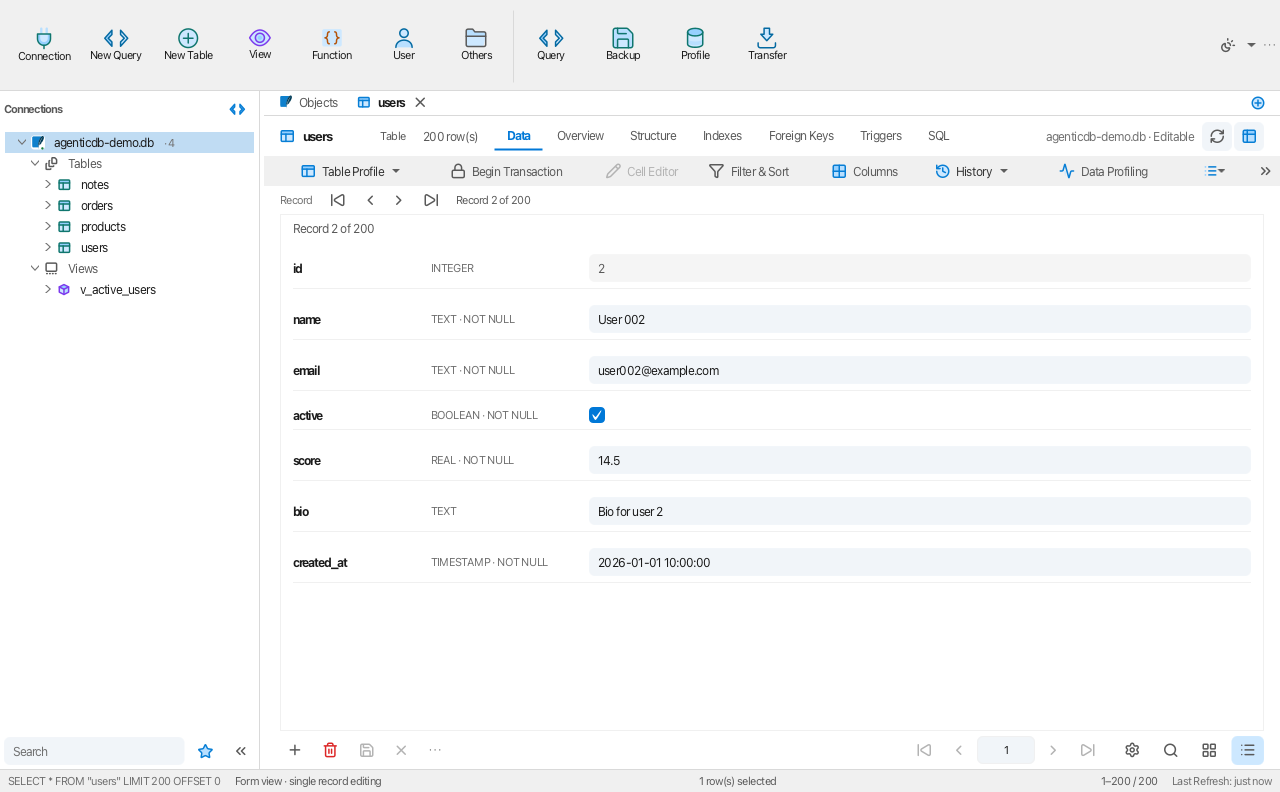 Connection
New Query
New Table
View
Function
User
Others
Query
Backup
Profile
Transfer
Connections
agenticdb-demo.db · 4
Tables
notes
orders
products
users
Views
v_active_users
Search
Objects
users
users
Table
200 row(s)
Data
Overview
Structure
Indexes
Foreign Keys
Triggers
SQL
agenticdb-demo.db · Editable
Table Profile
Begin Transaction
Cell Editor
Filter & Sort
Columns
History
Data Profiling
Record
Record 2 of 200
Record 2 of 200
id INTEGER 2
name TEXT · NOT NULL User 002
email TEXT · NOT NULL user002@example.com
active BOOLEAN · NOT NULL
score REAL · NOT NULL 14.5
bio TEXT Bio for user 2
created_at TIMESTAMP · NOT NULL 2026-01-01 10:00:00
1
SELECT * FROM "users" LIMIT 200 OFFSET 0
Form view · single record editing
1 row(s) selected
1–200 / 200
Last Refresh: just now